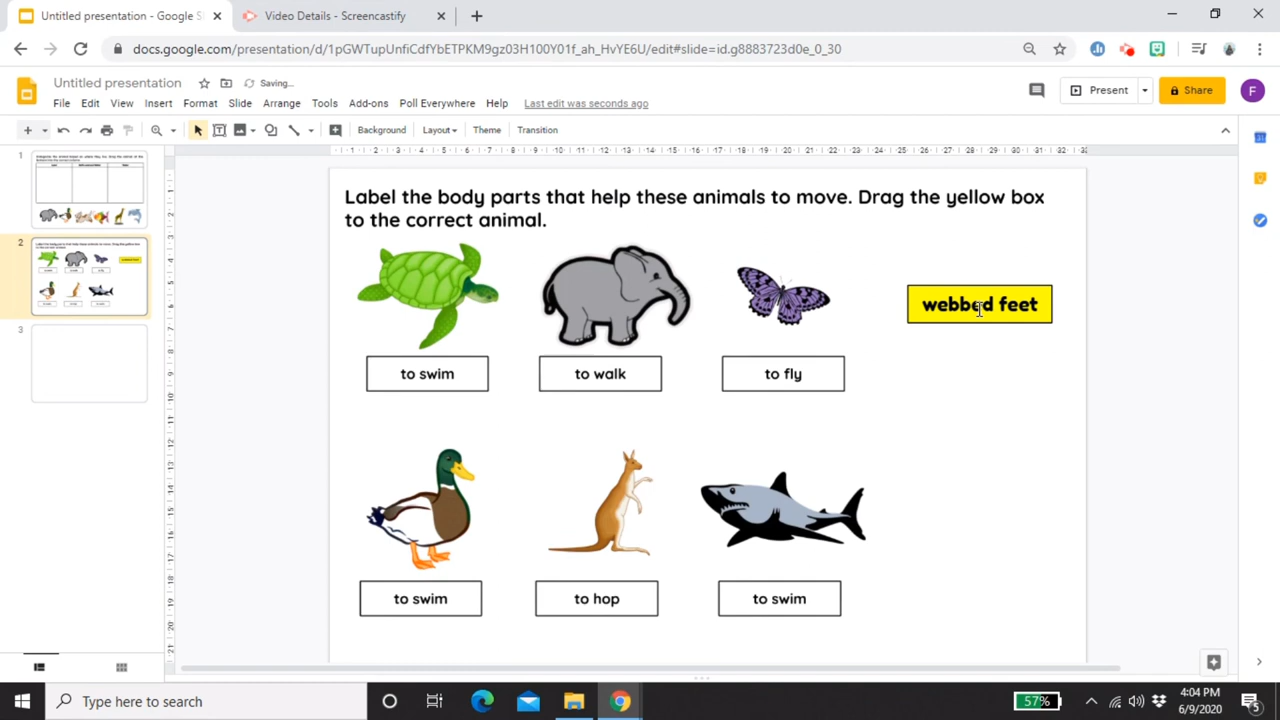 Untitled presentation - Google S
Video Details - Screencastify
docs.google.com/presentation/d/1pGWTupUnfiCdfYbETPKM9gz03H100Y01f_ah_HvYE6U/edit#slide=id.g8883723d0e_0_30
Untitled presentation
Saving...
File Edit View Insert Format Slide Arrange Tools Add-ons Poll Everywhere Help Last edit was seconds ago
Present
Share
F
Background Layout Theme Transition
1
2
3
Label the body parts that help these animals to move. Drag the yellow box
to the correct animal.
webbed feet
to swim
to walk
to fly
to swim
to hop
to swim
Type here to search
57%
4:04 PM
6/9/2020
5